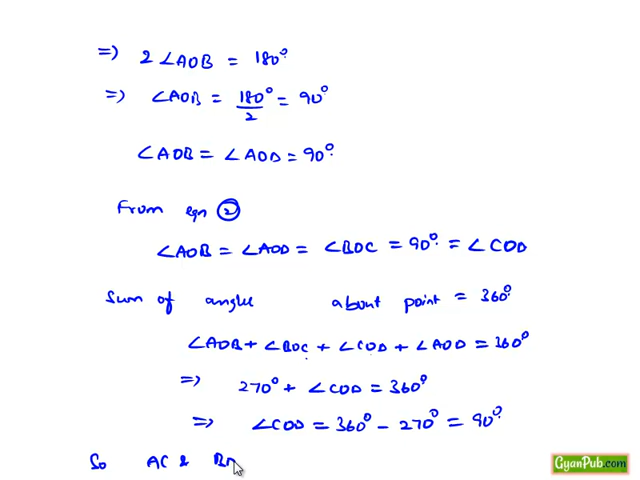 => 2 ∠AOB = 180°
=> ∠AOB = 180°/2 = 90°
∠AOB = ∠AOD = 90°
From eqn ②
∠AOB = ∠AOD = ∠BOC = 90° = ∠COD
Sum of angle about point = 360°
∠AOB + ∠BOC + ∠COD + ∠AOD = 360°
=> 270° + ∠COD = 360°
=> ∠COD = 360° - 270° = 90°
So AC &
GyanPub.com